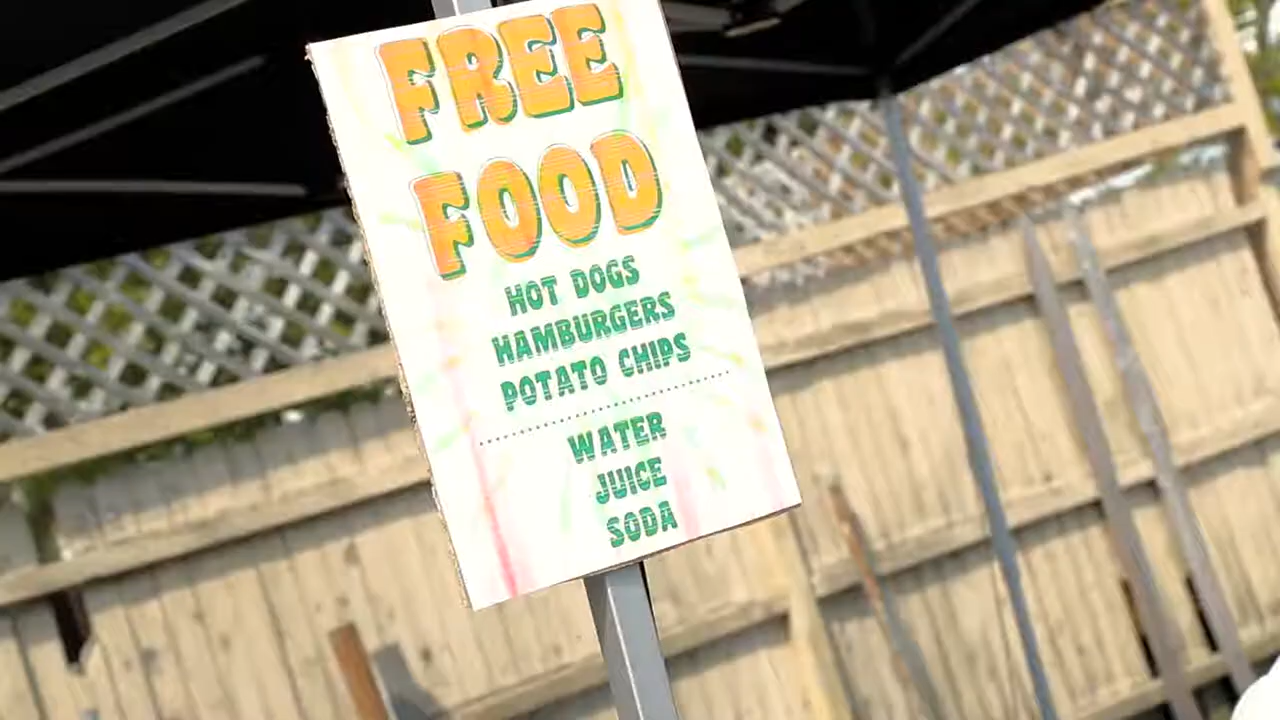 FREE
FOOD
HOT DOGS
HAMBURGERS
POTATO CHIPS
WATER
JUICE
SODA